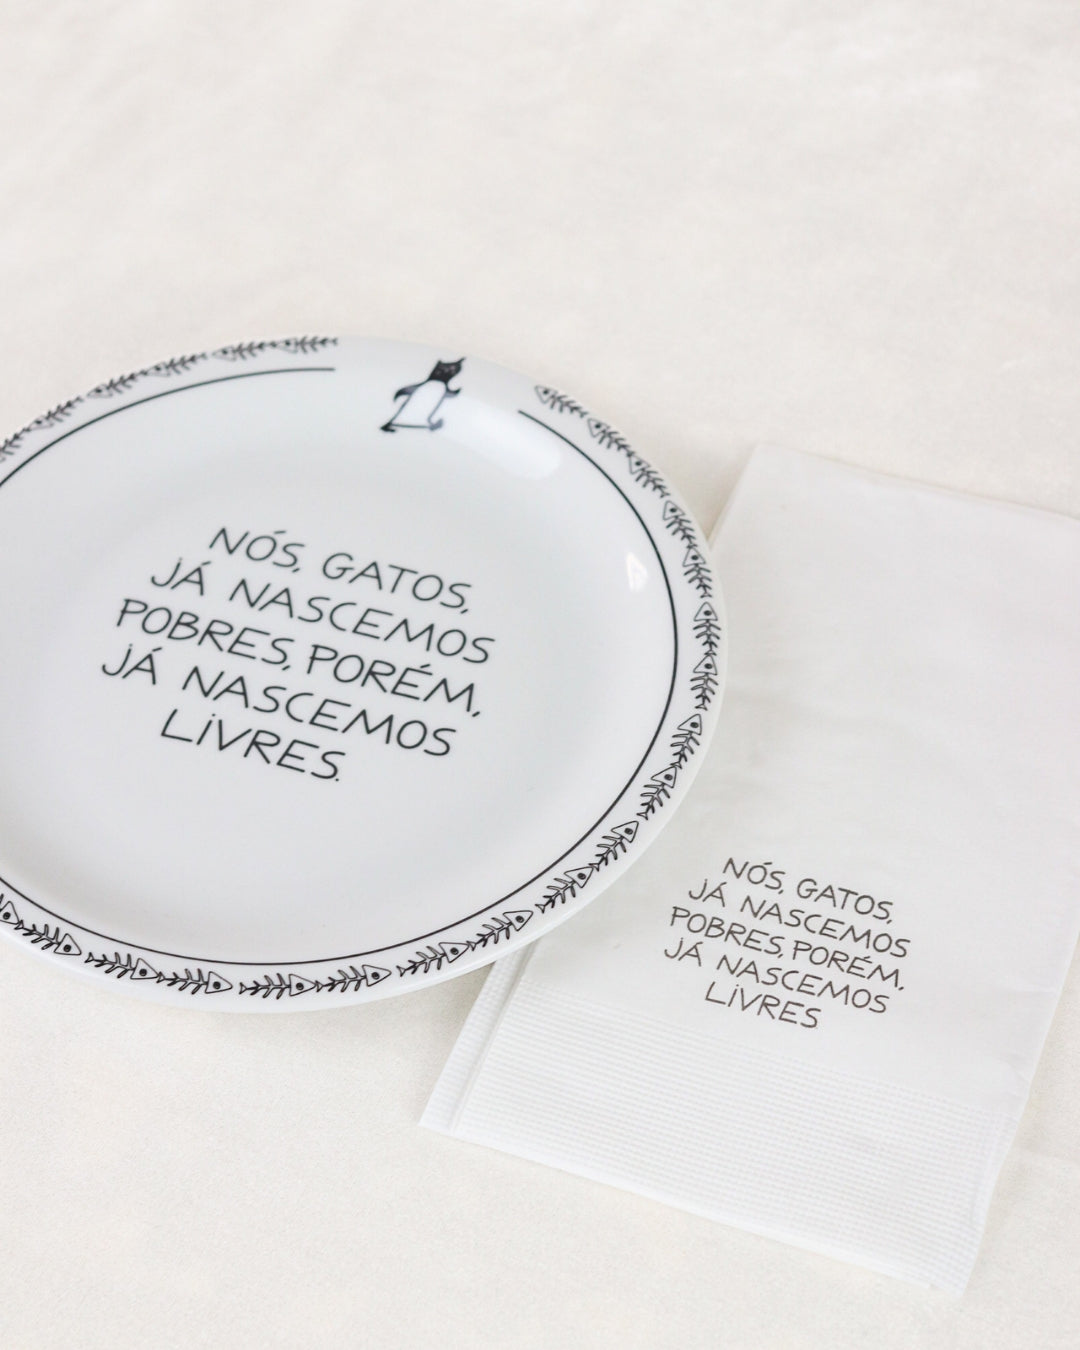 NÓS, GATOS,
JÁ NASCEMOS
POBRES, PORÉM,
JÁ NASCEMOS
LIVRES.
NÓS, GATOS,
JÁ NASCEMOS
POBRES, PORÉM,
JÁ NASCEMOS
LIVRES